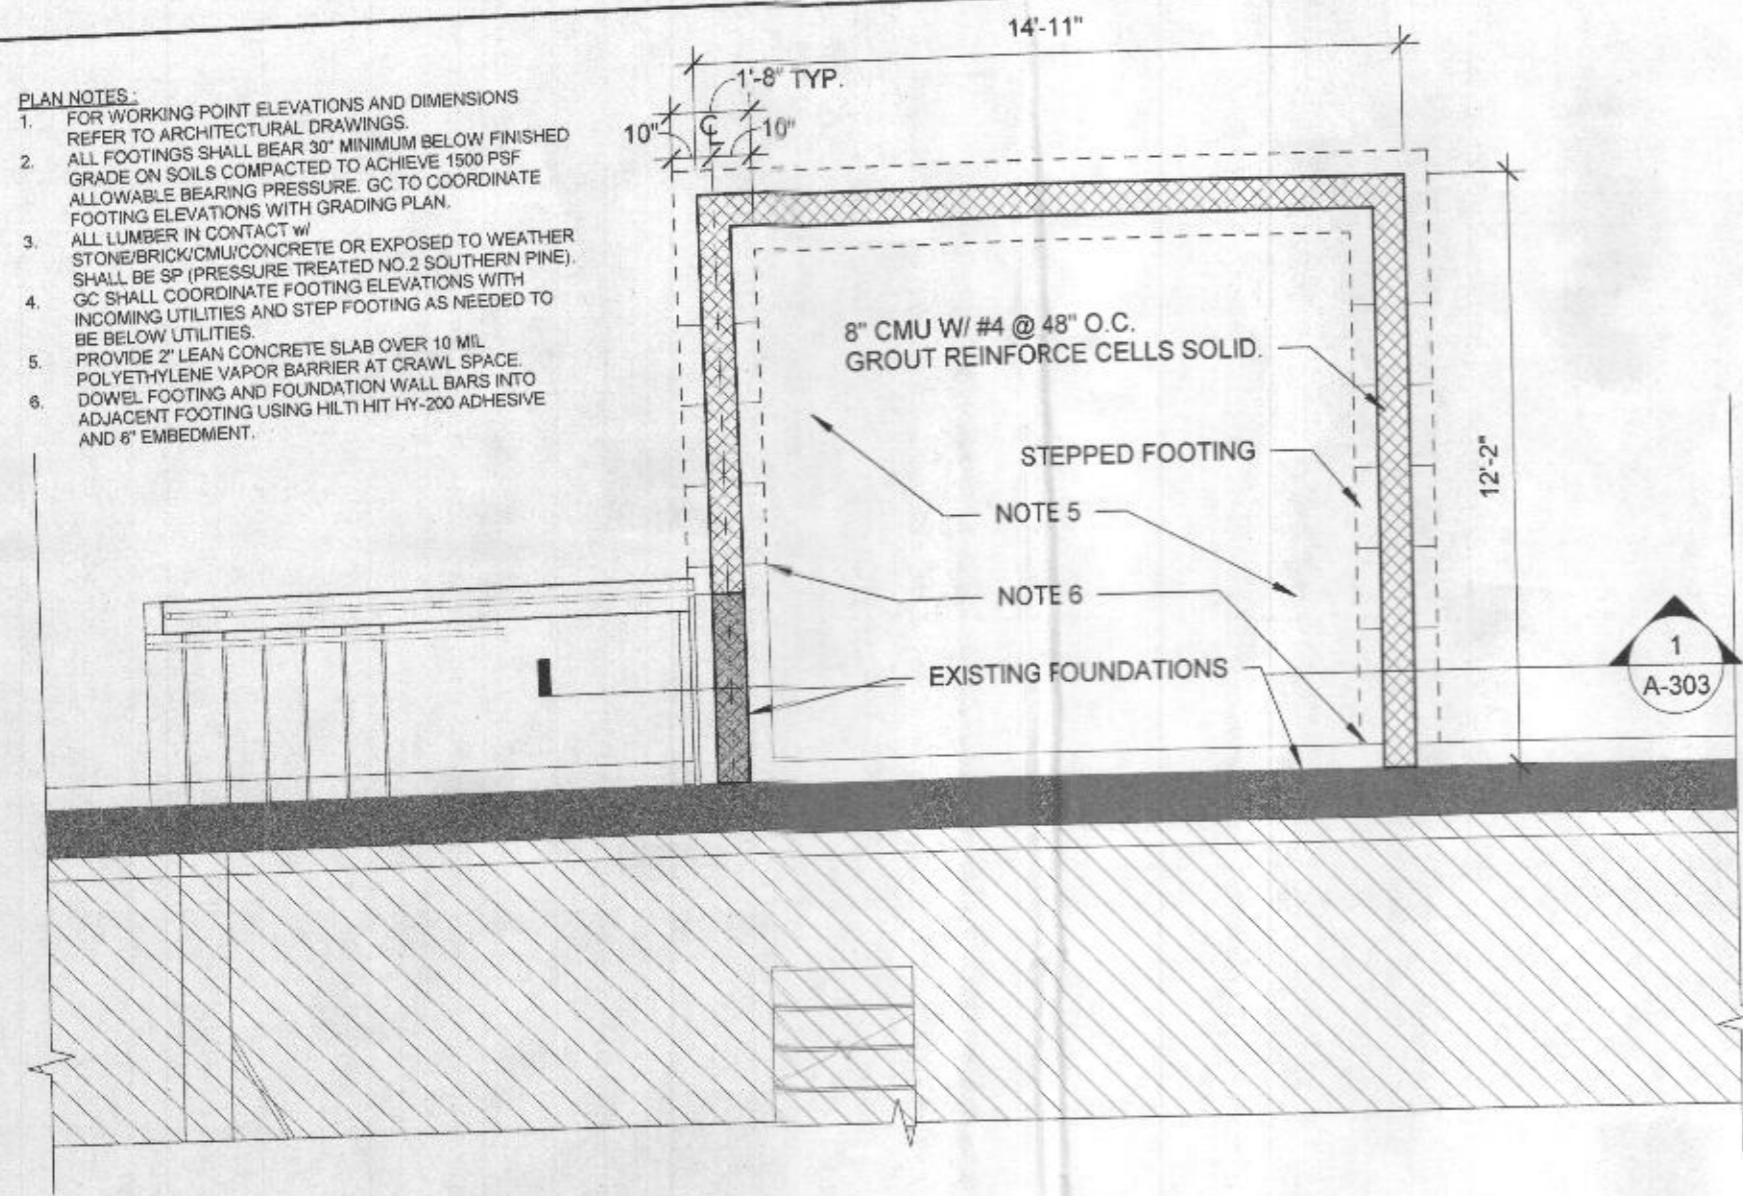 14'-11"
1'-8" TYP.
10"
℄
10"
PLAN NOTES :
1. FOR WORKING POINT ELEVATIONS AND DIMENSIONS
REFER TO ARCHITECTURAL DRAWINGS.
2. ALL FOOTINGS SHALL BEAR 30" MINIMUM BELOW FINISHED
GRADE ON SOILS COMPACTED TO ACHIEVE 1500 PSF
ALLOWABLE BEARING PRESSURE. GC TO COORDINATE
FOOTING ELEVATIONS WITH GRADING PLAN.
3. ALL LUMBER IN CONTACT w/
STONE/BRICK/CMU/CONCRETE OR EXPOSED TO WEATHER
SHALL BE SP (PRESSURE TREATED NO.2 SOUTHERN PINE).
4. GC SHALL COORDINATE FOOTING ELEVATIONS WITH
INCOMING UTILITIES AND STEP FOOTING AS NEEDED TO
BE BELOW UTILITIES.
5. PROVIDE 2" LEAN CONCRETE SLAB OVER 10 MIL
POLYETHYLENE VAPOR BARRIER AT CRAWL SPACE.
6. DOWEL FOOTING AND FOUNDATION WALL BARS INTO
ADJACENT FOOTING USING HILTI HIT HY-200 ADHESIVE
AND 6" EMBEDMENT.
8" CMU W/ #4 @ 48" O.C.
GROUT REINFORCE CELLS SOLID.
STEPPED FOOTING
12'-2"
NOTE 5
NOTE 6
EXISTING FOUNDATIONS
1
A-303